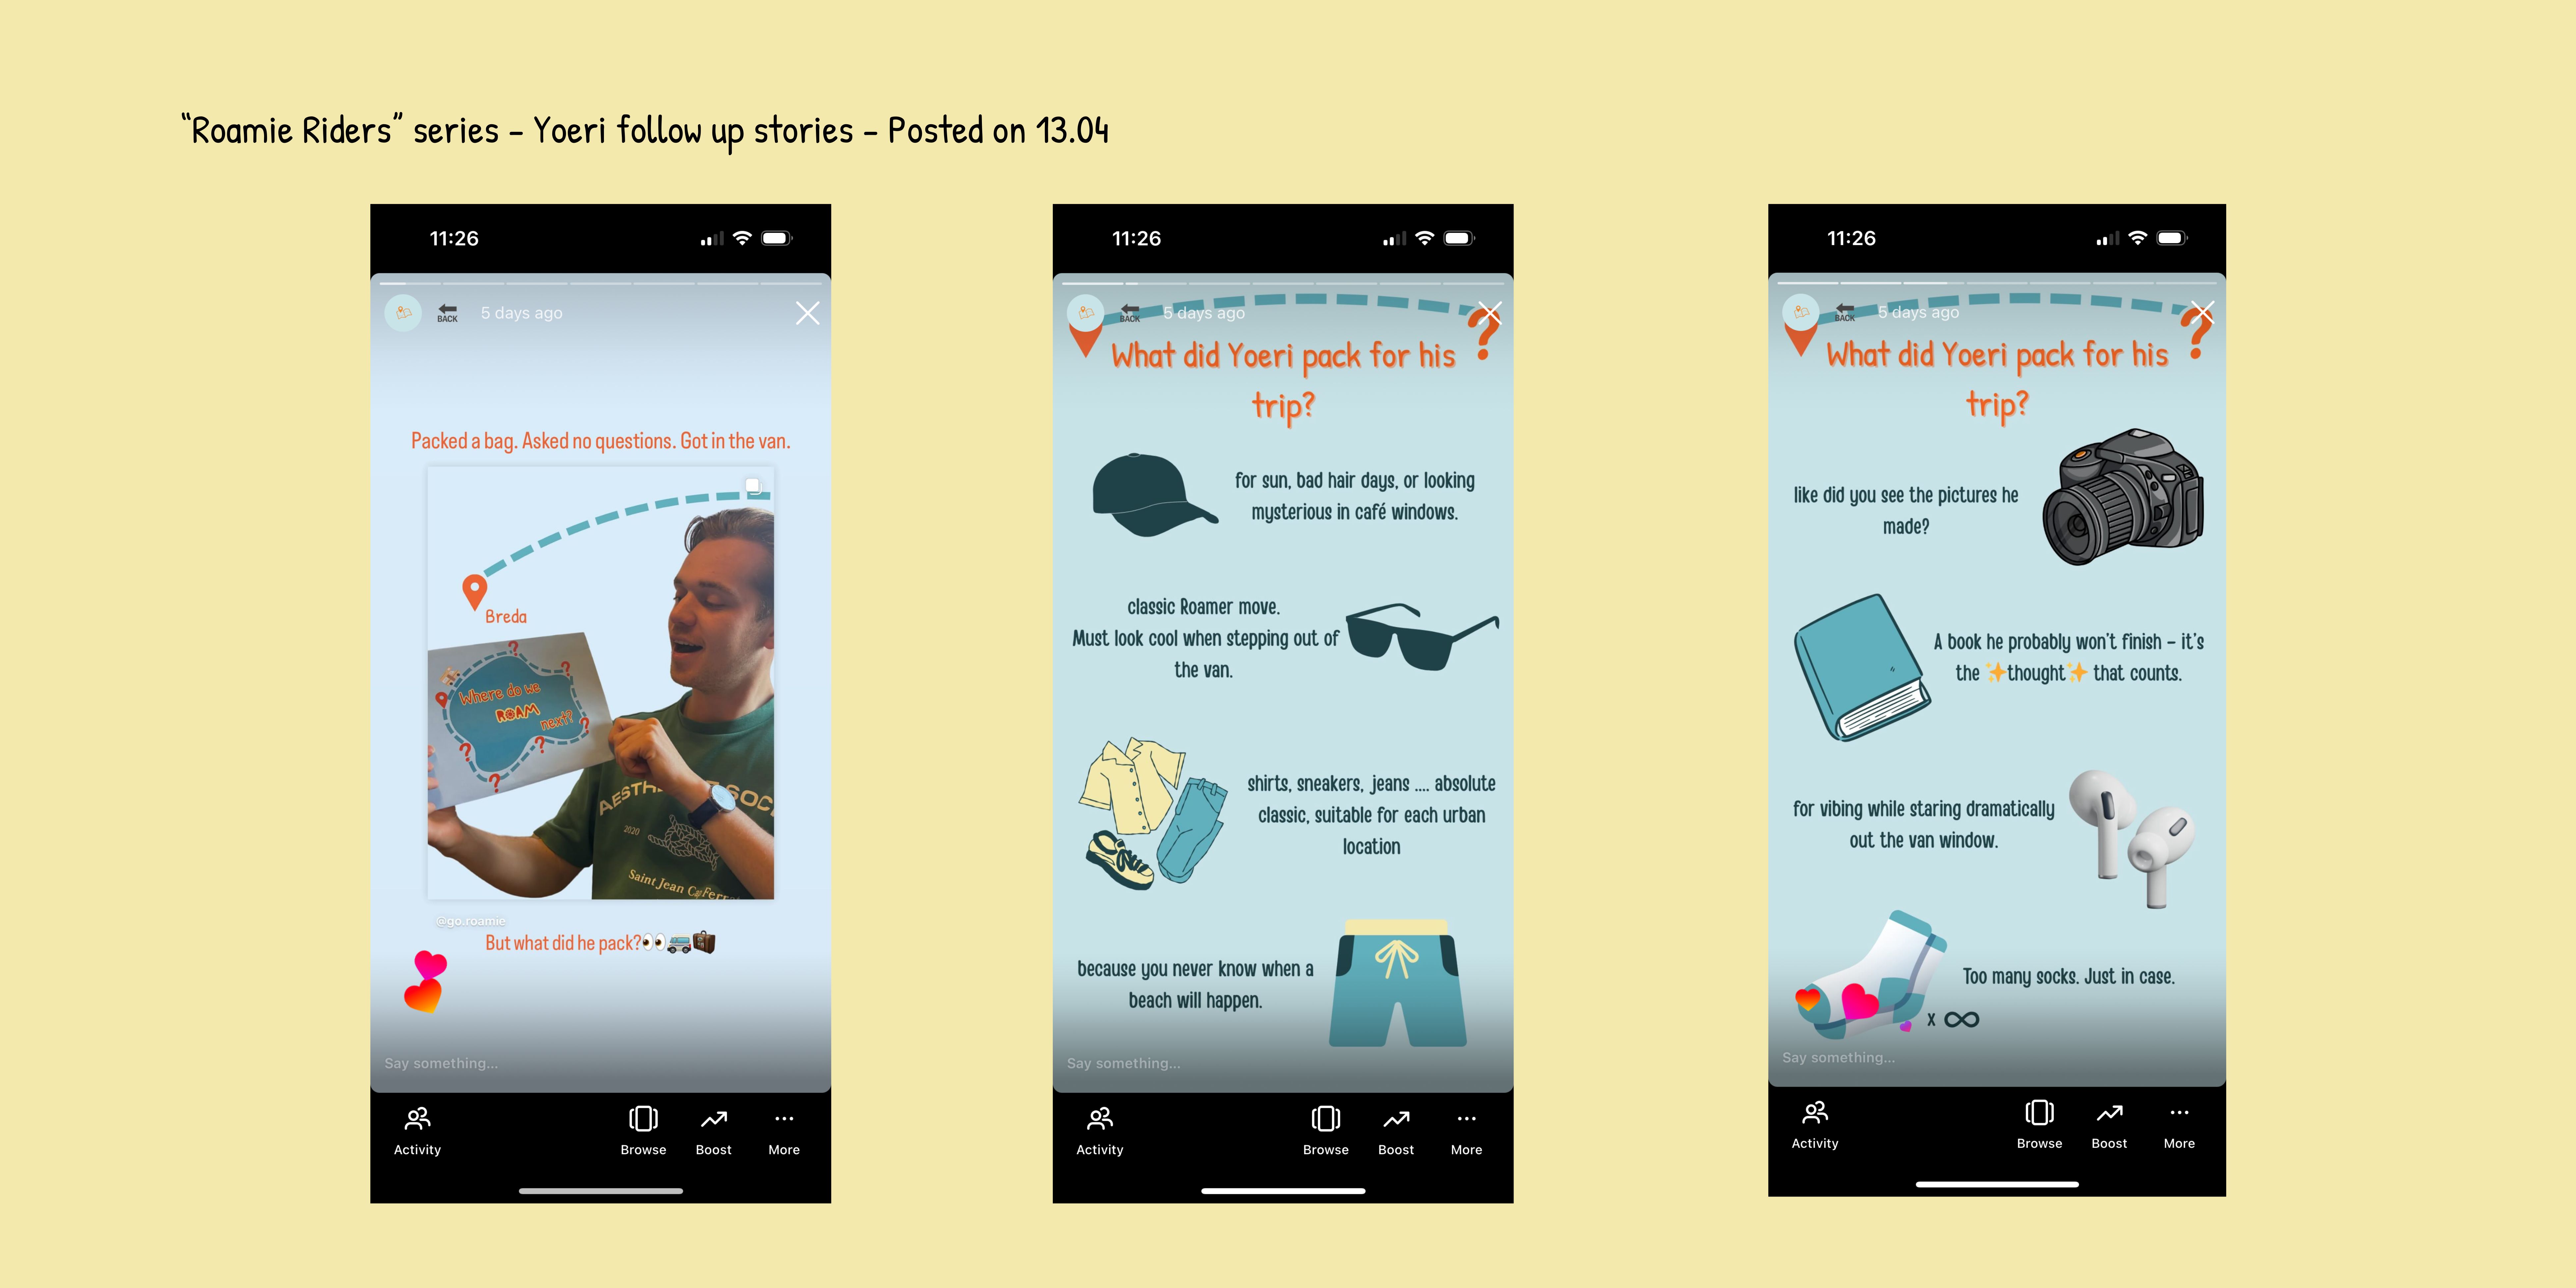 “Roamie Riders” series - Yoeri follow up stories - Posted on 13.04
11:26
BACK
5 days ago
Packed a bag. Asked no questions. Got in the van.
Breda
Where do we
ROAM
next?
AESTH
SOC
2020
Saint Jean
@go.roamie
But what did he pack?👀🚐🧳
Say something...
Activity
Browse
Boost
More
11:26
BACK
5 days ago
What did Yoeri pack for his
trip?
for sun, bad hair days, or looking
mysterious in café windows.
classic Roamer move.
Must look cool when stepping out of
the van.
shirts, sneakers, jeans .... absolute
classic, suitable for each urban
location
because you never know when a
beach will happen.
Say something...
Activity
Browse
Boost
More
11:26
BACK
5 days ago
What did Yoeri pack for his
trip?
like did you see the pictures he
made?
A book he probably won't finish - it's
the ✨thought✨ that counts.
for vibing while staring dramatically
out the van window.
Too many socks. Just in case.
x ∞
Say something...
Activity
Browse
Boost
More